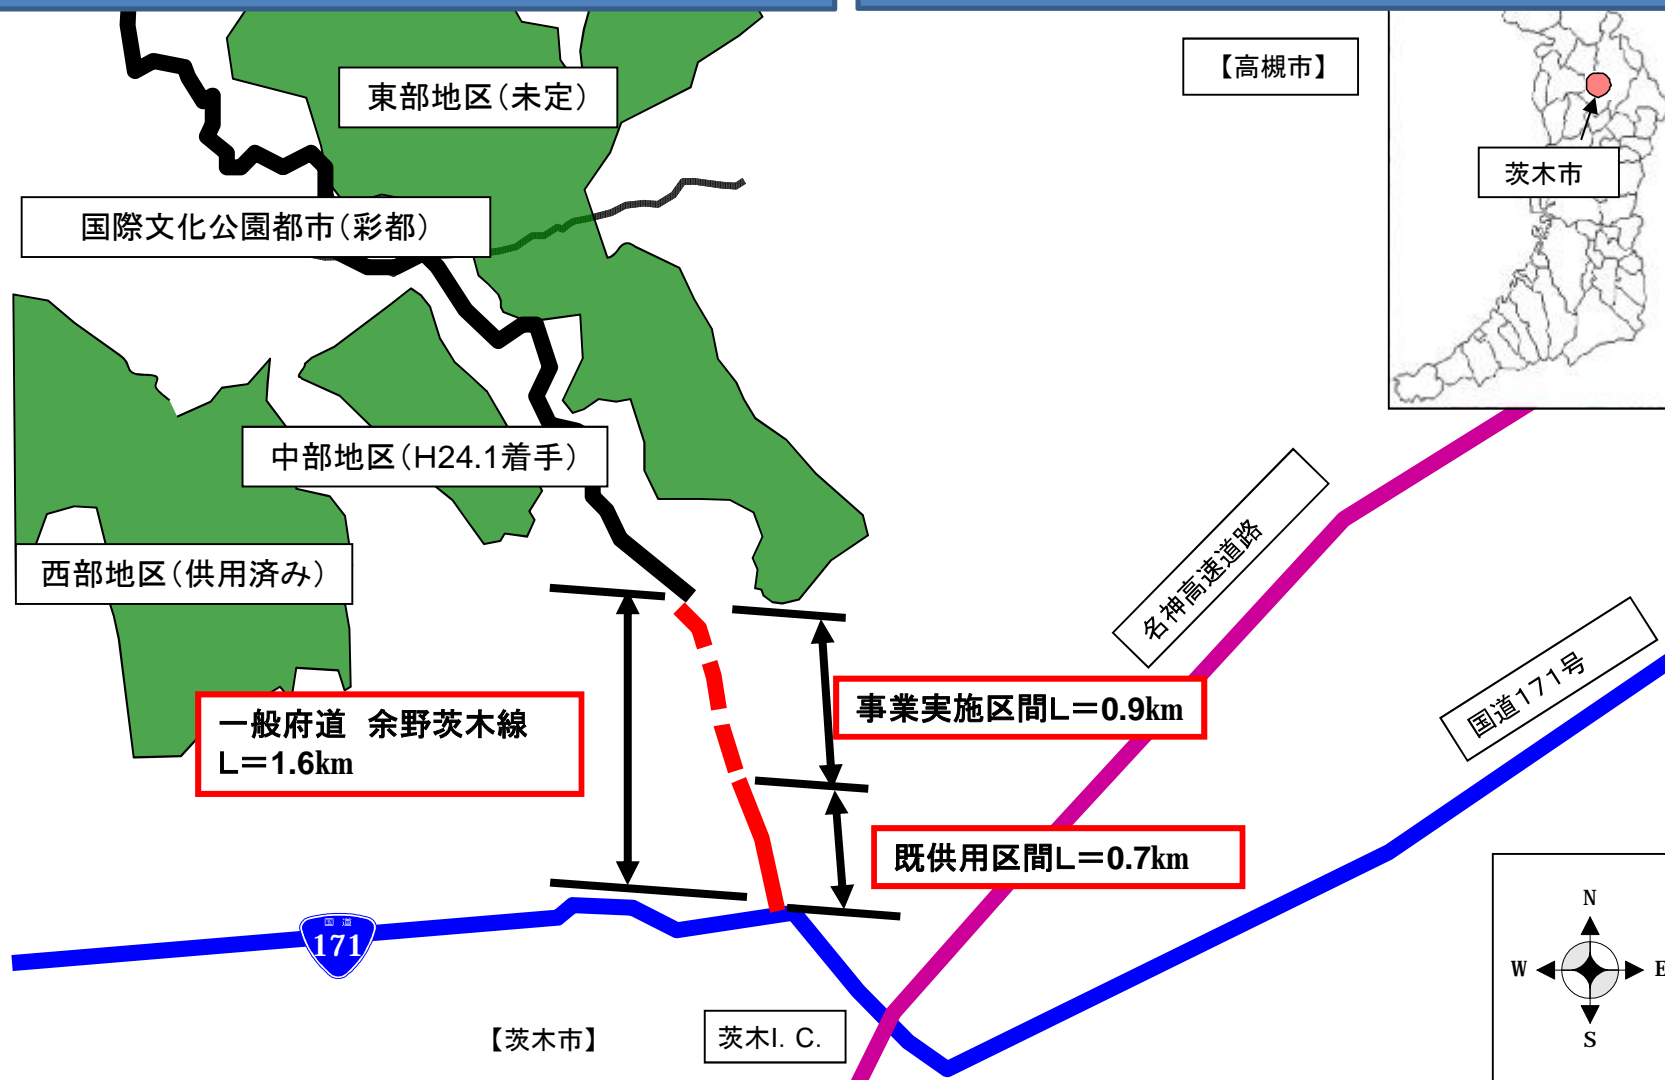 【高槻市】
東部地区(未定)
茨木市
国際文化公園都市(彩都)
中部地区(H24.1着手)
西部地区(供用済み)
名神高速道路
国道171号
一般府道 余野茨木線
L=1.6km
事業実施区間L=0.9km
既供用区間L=0.7km
国道
171
【茨木市】
茨木I. C.
N
W
E
S